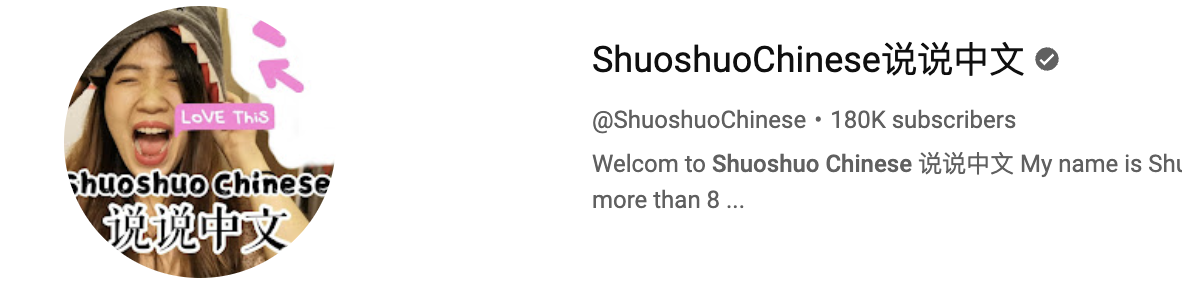 LoVE THiS
Shuoshuo Chinese
说说中文
ShuoshuoChinese说说中文
@ShuoshuoChinese • 180K subscribers
Welcom to Shuoshuo Chinese 说说中文 My name is Shu
more than 8 ...